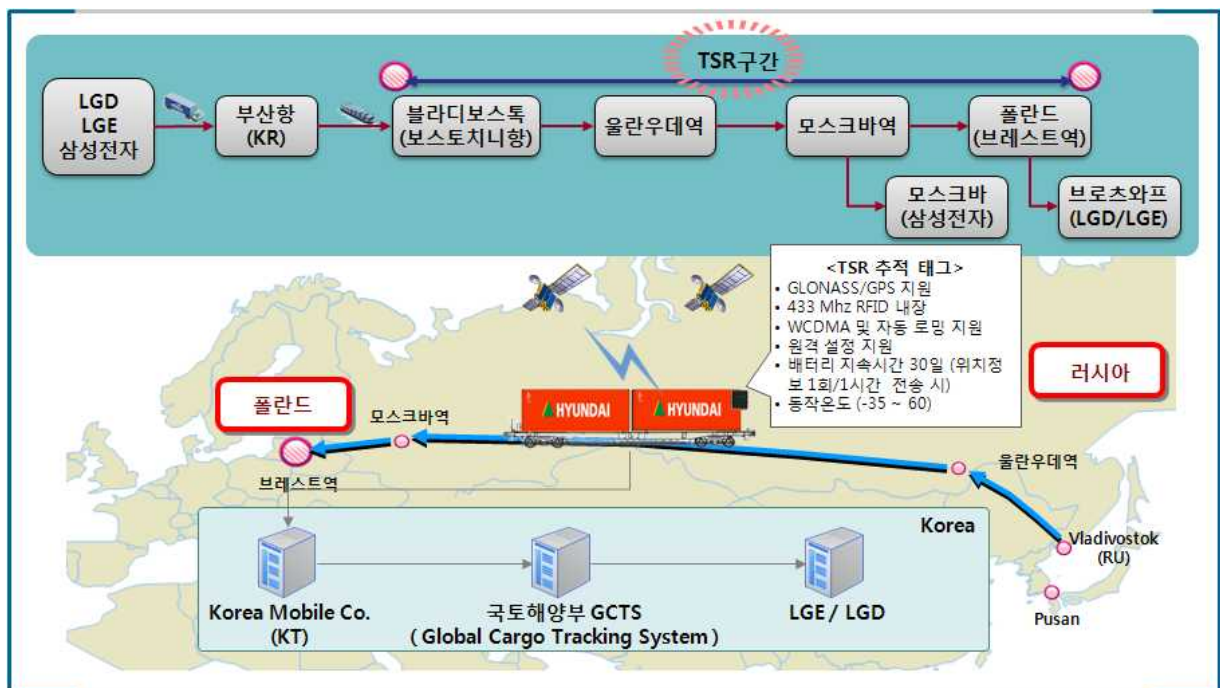 TSR구간
LGD
LGE
삼성전자
부산항
(KR)
블라디보스톡
(보스토치니항)
울란우데역
모스크바역
폴란드
(브레스트역)
모스크바
(삼성전자)
브로츠와프
(LGD/LGE)
<TSR 추적 태그>
• GLONASS/GPS 지원
• 433 Mhz RFID 내장
• WCDMA 및 자동 로밍 지원
• 원격 설정 지원
• 배터리 지속시간 30일 (위치정
보 1회/1시간 전송 시)
• 동작온도 (-35 ~ 60)
러시아
폴란드
모스크바역
HYUNDAI
HYUNDAI
울란우데역
브레스트역
Korea
Vladivostok
(RU)
Pusan
Korea Mobile Co.
(KT)
국토해양부 GCTS
( Global Cargo Tracking System )
LGE / LGD